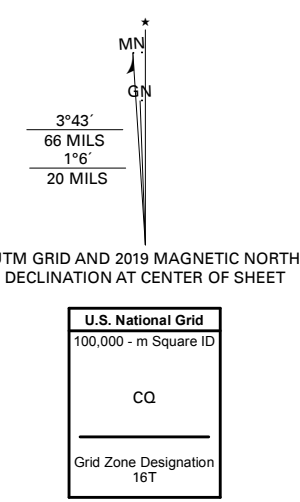 MN
GN
3°43´
66 MILS
1°6´
20 MILS
UTM GRID AND 2019 MAGNETIC NORTH
DECLINATION AT CENTER OF SHEET
U.S. National Grid
100,000 - m Square ID
CQ
Grid Zone Designation
16T